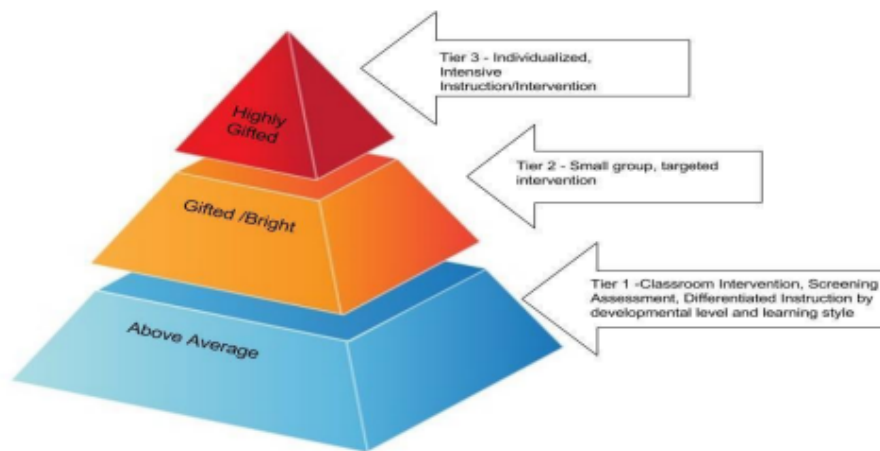 Tier 3 - Individualized,
Intensive
Instruction/Intervention
Highly
Gifted
Tier 2 - Small group, targeted
intervention
Gifted /Bright
Tier 1 -Classroom Intervention, Screening
Assessment, Differentiated Instruction by
developmental level and learning style
Above Average